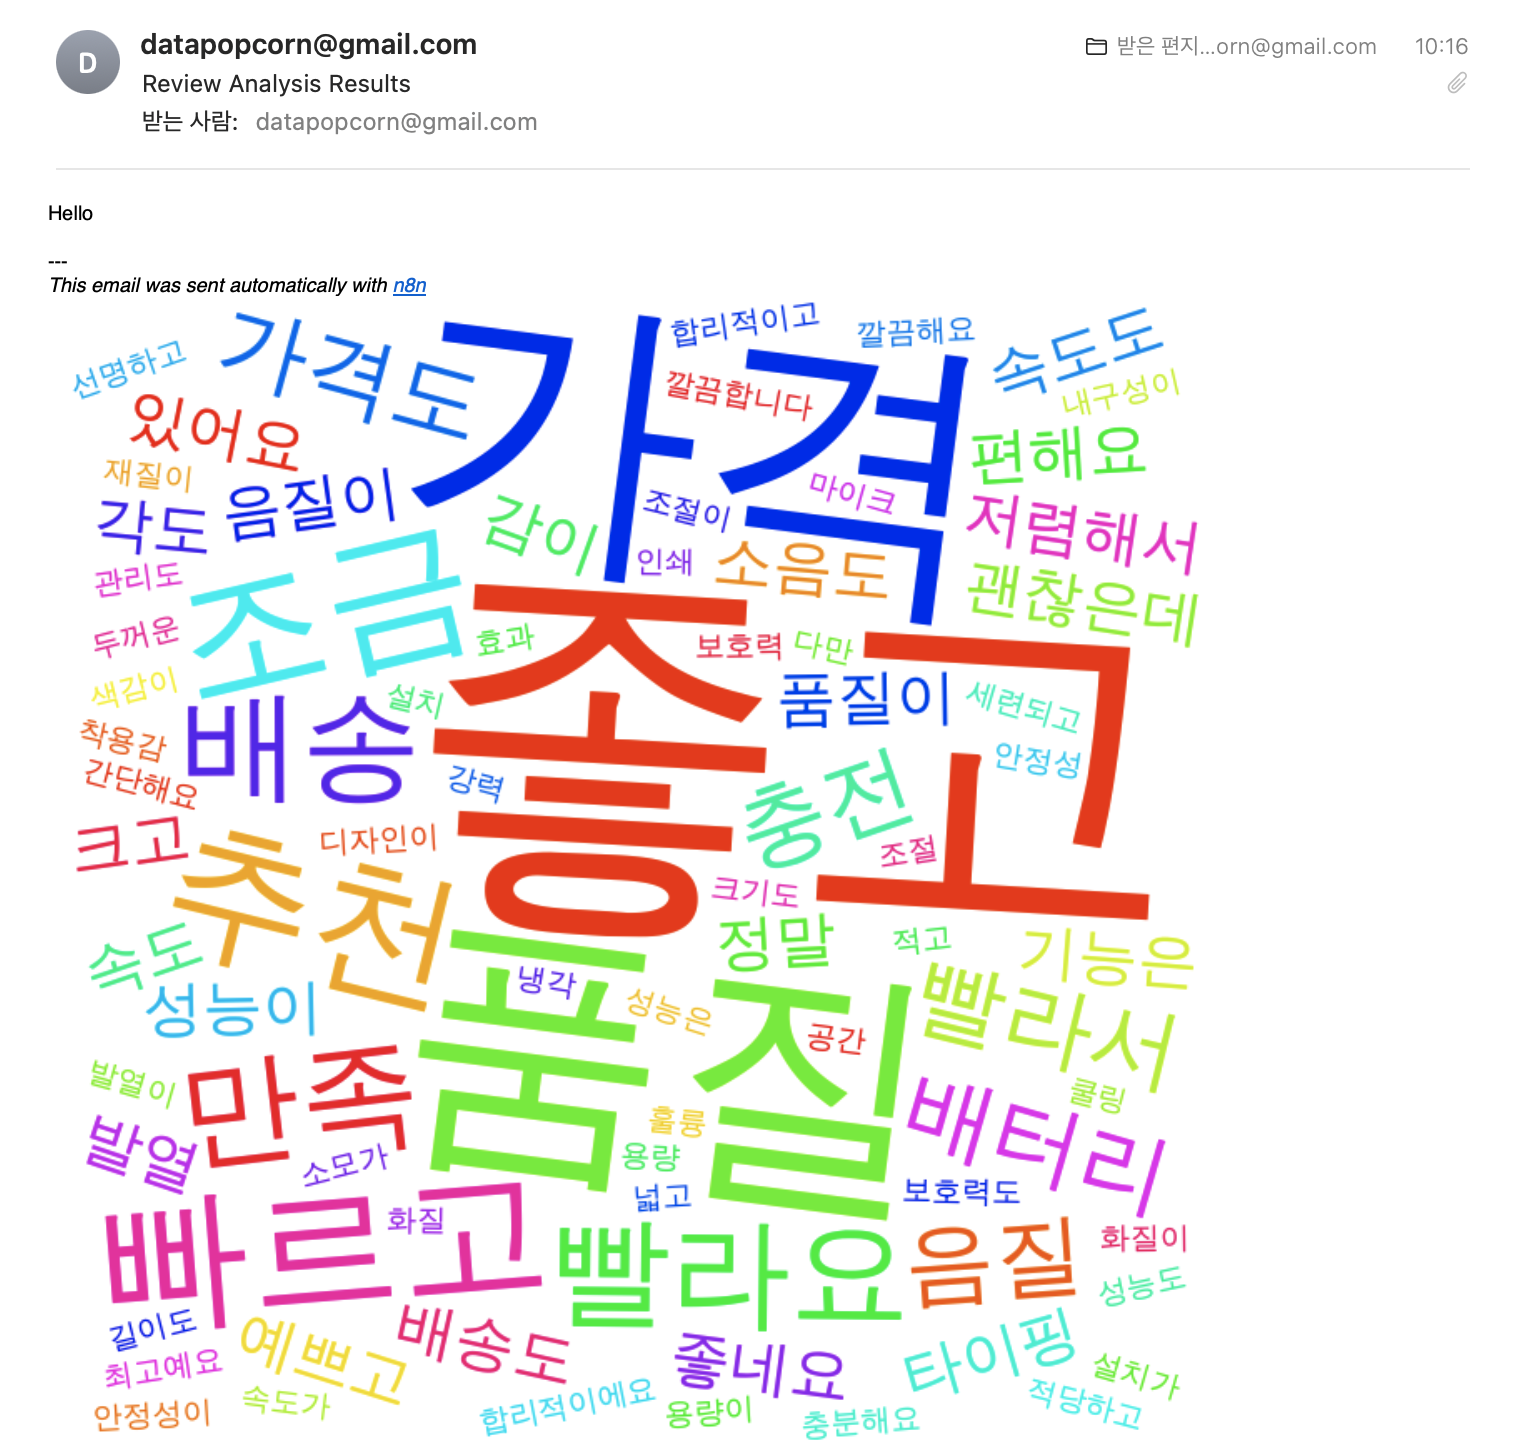 D
datapopcorn@gmail.com
받은 편지...orn@gmail.com
10:16
Review Analysis Results
받는 사람: datapopcorn@gmail.com
Hello
---
This email was sent automatically with n8n
합리적이고
깔끔해요
속도도
선명하고
가격도
가격
깔끔합니다
내구성이
있어요
편해요
재질이
음질이
각도
감이
조절이
마이크
저렴해서
관리도
조금
인쇄
소음도
괜찮은데
두꺼운
효과
보호력
다만
색감이
설치
좋고
품질이
세련되고
착용감
배송
안정성
간단해요
강력
충전
크고
디자인이
조절
추천
크기도
속도
정말
적고
기능은
성능이
냉각
성능은
품질
공간
빨라서
발열이
만족
쿨링
훌륭
배터리
발열
소모가
용량
넓고
보호력도
빠르고
화질
빨라요
음질
화질이
성능도
길이도
예쁘고
배송도
좋네요
타이핑
최고예요
설치가
안정성이
속도가
합리적이에요
용량이
충분해요
적당하고